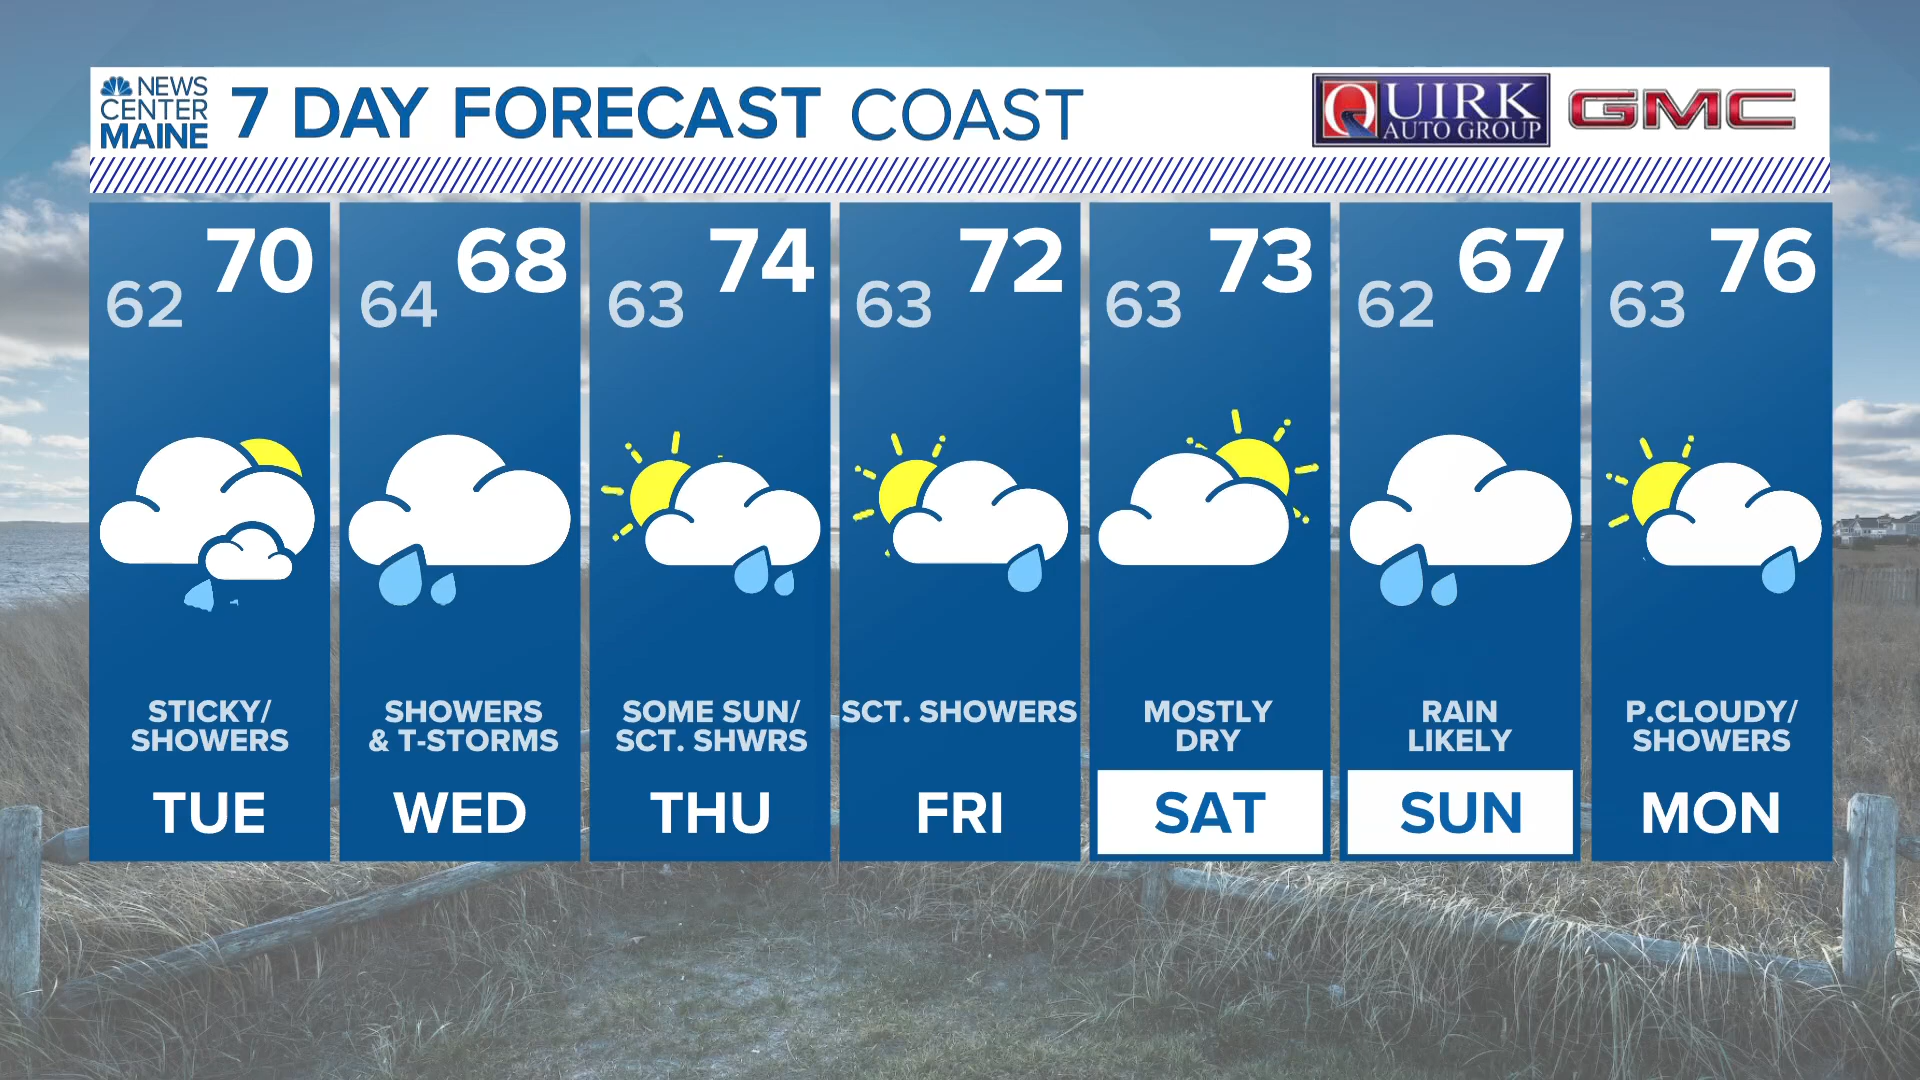 NEWS
CENTER
MAINE
7 DAY FORECAST COAST
QUIRK
AUTO GROUP
GMC
62 70
STICKY/
SHOWERS
TUE
64 68
SHOWERS
& T-STORMS
WED
63 74
SOME SUN/
SCT. SHWRS
THU
63 72
SCT. SHOWERS
FRI
63 73
MOSTLY
DRY
SAT
62 67
RAIN
LIKELY
SUN
63 76
P.CLOUDY/
SHOWERS
MON